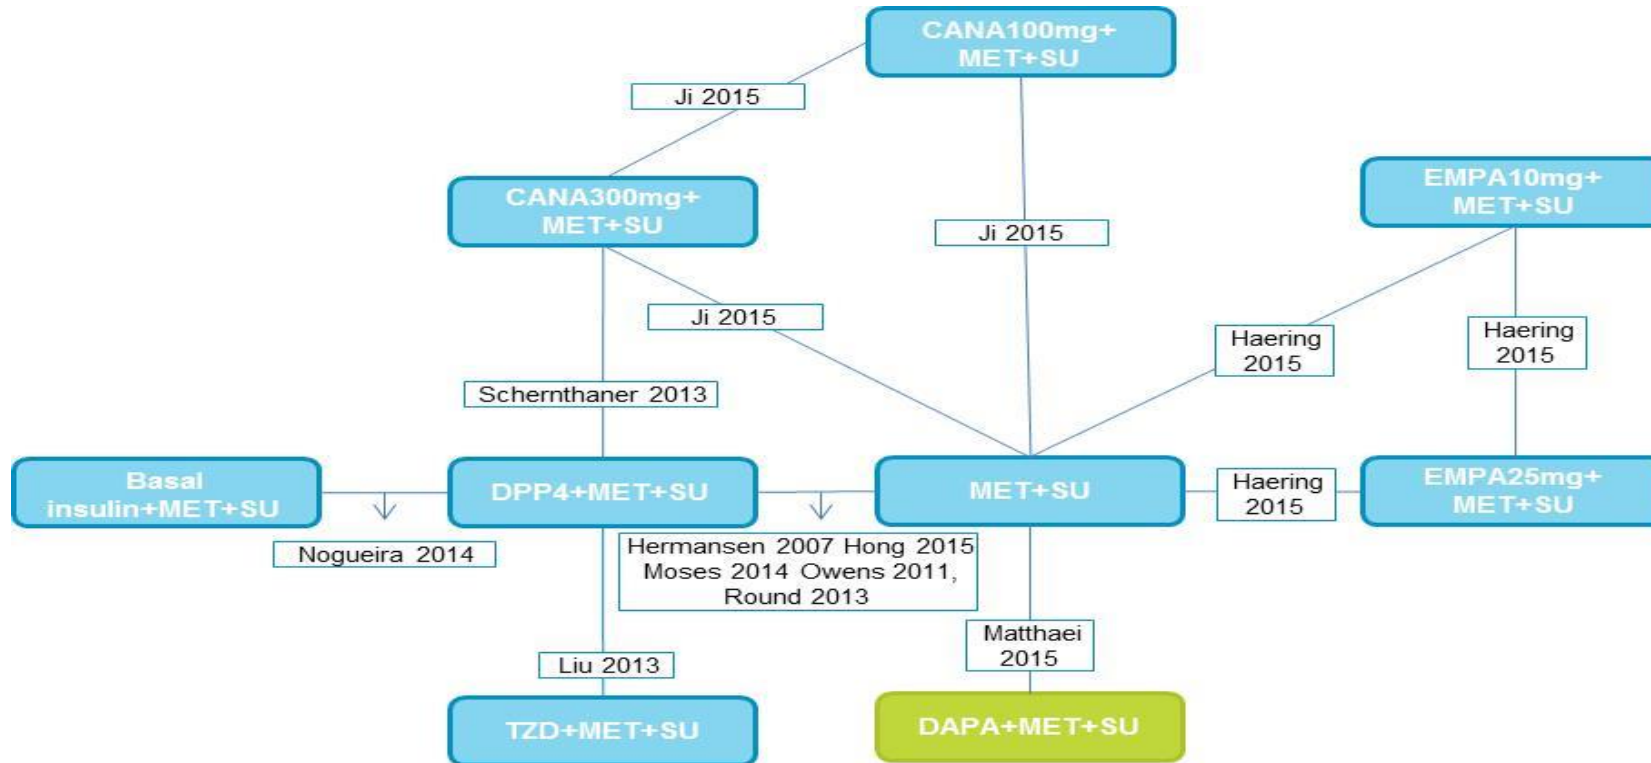 CANA100mg+
MET+SU
Ji 2015
CANA300mg+
MET+SU
EMPA10mg+
MET+SU
Ji 2015
Ji 2015
Haering
2015
Haering
2015
Schernthaner 2013
Basal
insulin+MET+SU
DPP4+MET+SU
MET+SU
Haering
2015
EMPA25mg+
MET+SU
Nogueira 2014
Hermansen 2007 Hong 2015
Moses 2014 Owens 2011,
Round 2013
Liu 2013
Matthaei
2015
TZD+MET+SU
DAPA+MET+SU